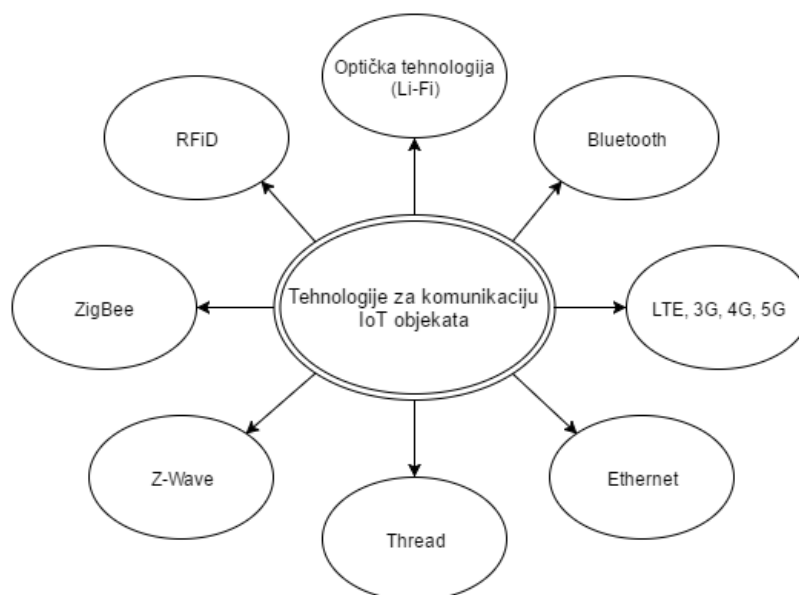 Optička tehnologija
(Li-Fi)
RFiD
Bluetooth
Tehnologije za komunikaciju
IoT objekata
ZigBee
LTE, 3G, 4G, 5G
Z-Wave
Ethernet
Thread